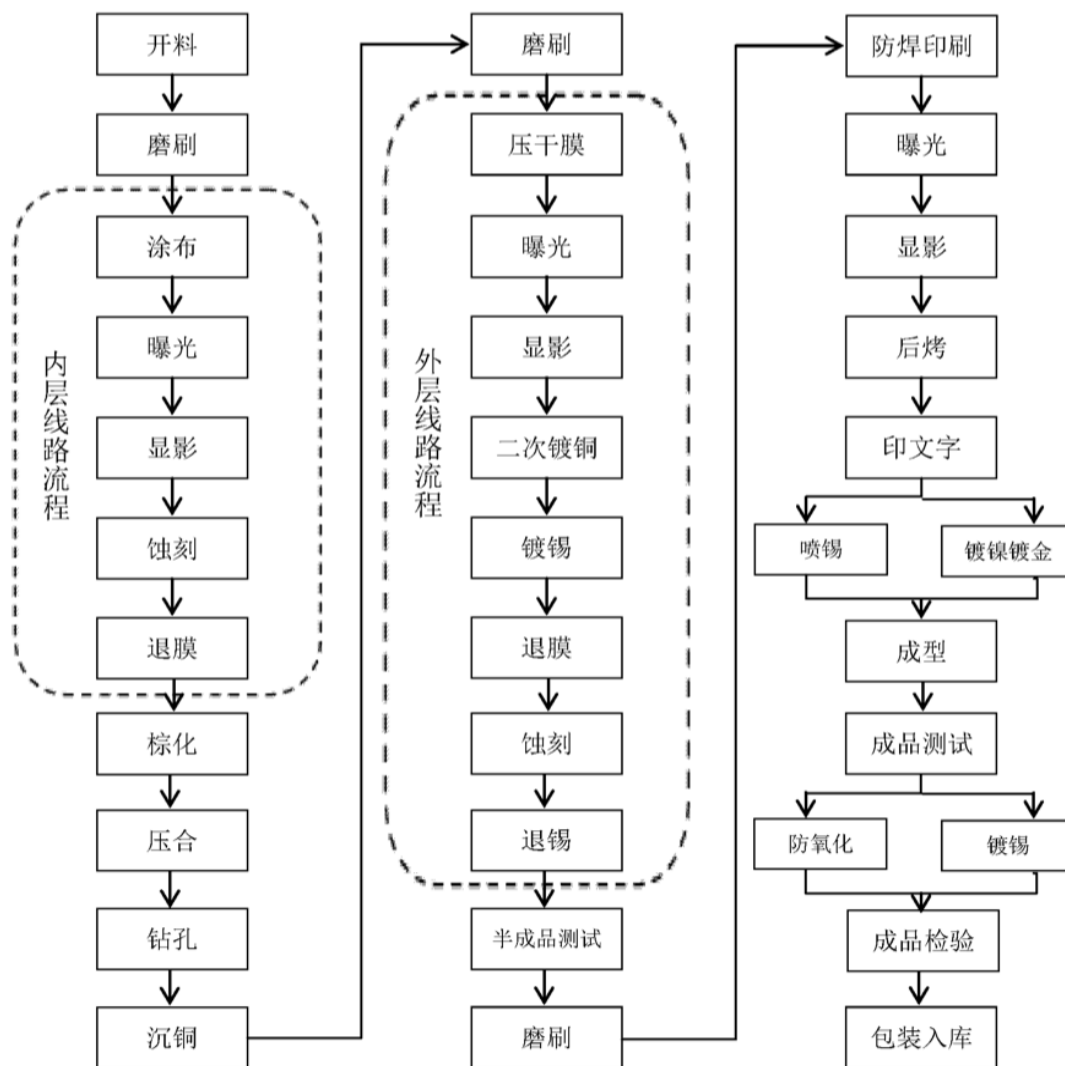 开料
磨刷
内层线路流程
涂布
曝光
显影
蚀刻
退膜
棕化
压合
钻孔
沉铜
磨刷
外层线路流程
压干膜
曝光
显影
二次镀铜
镀锡
退膜
蚀刻
退锡
半成品测试
磨刷
防焊印刷
曝光
显影
后烤
印文字
喷锡
镀镍镀金
成型
成品测试
防氧化
镀锡
成品检验
包装入库